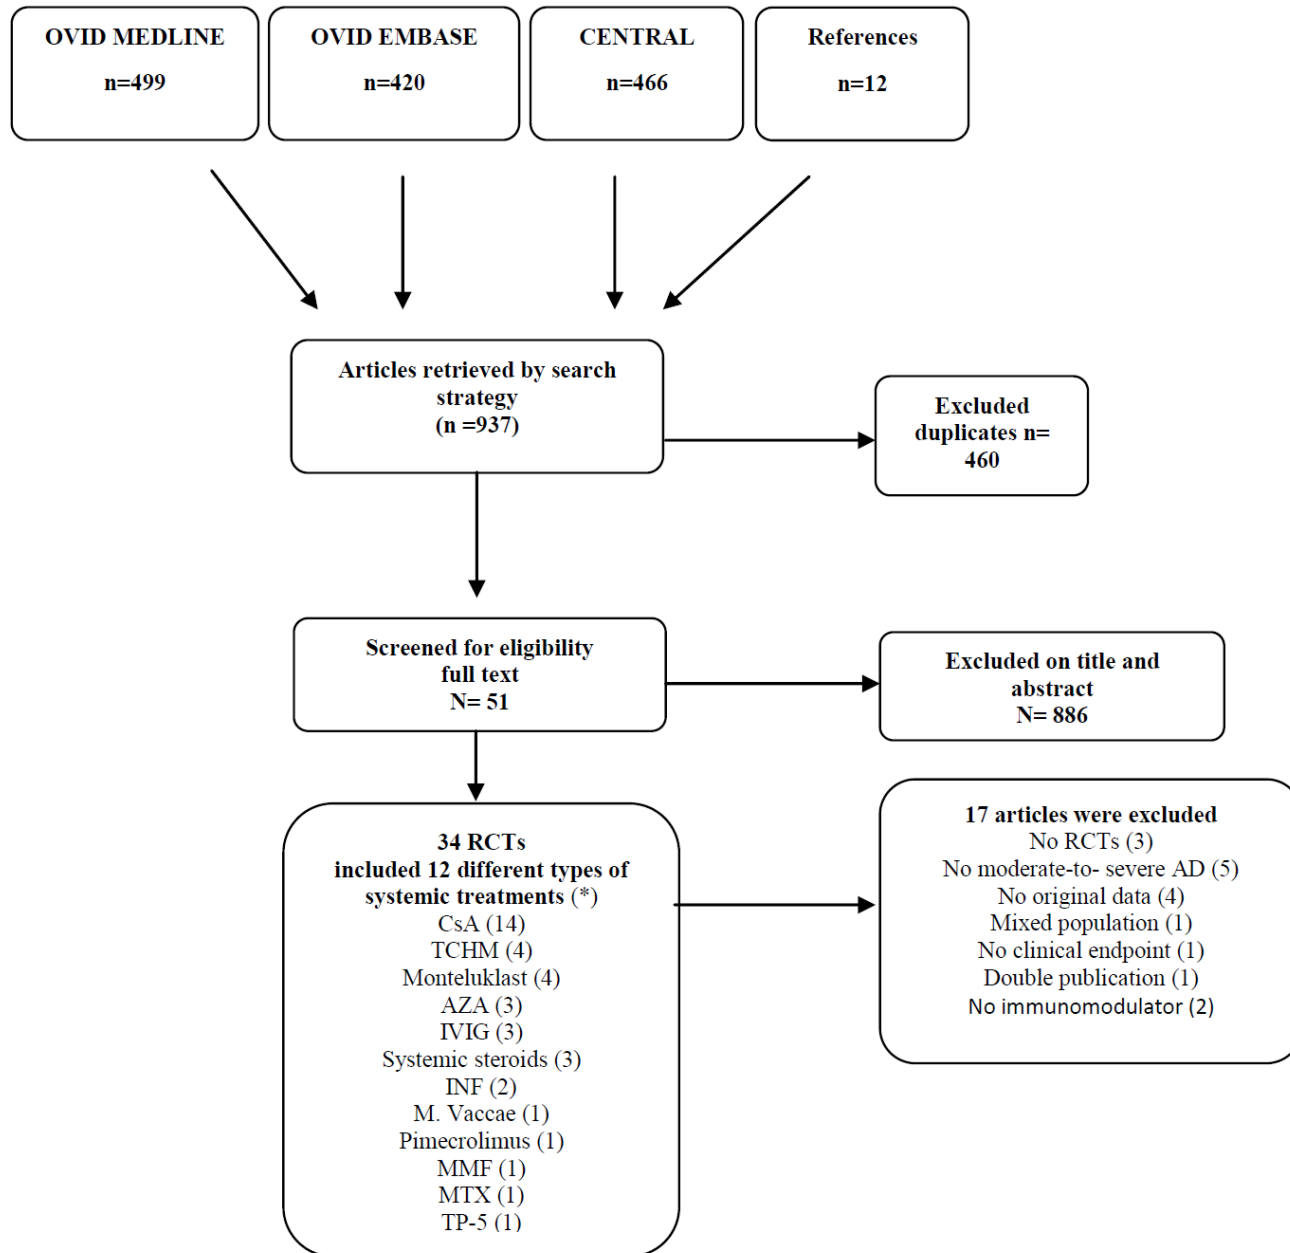 OVID MEDLINE
n=499
OVID EMBASE
n=420
CENTRAL
n=466
References
n=12
Articles retrieved by search
strategy
(n =937)
Excluded
duplicates n=
460
Screened for eligibility
full text
N= 51
Excluded on title and
abstract
N= 886
34 RCTs
included 12 different types of
systemic treatments (*)
CsA (14)
TCHM (4)
Monteluklast (4)
AZA (3)
IVIG (3)
Systemic steroids (3)
INF (2)
M. Vaccae (1)
Pimecrolimus (1)
MMF (1)
MTX (1)
TP-5 (1)
17 articles were excluded
No RCTs (3)
No moderate-to- severe AD (5)
No original data (4)
Mixed population (1)
No clinical endpoint (1)
Double publication (1)
No immunomodulator (2)